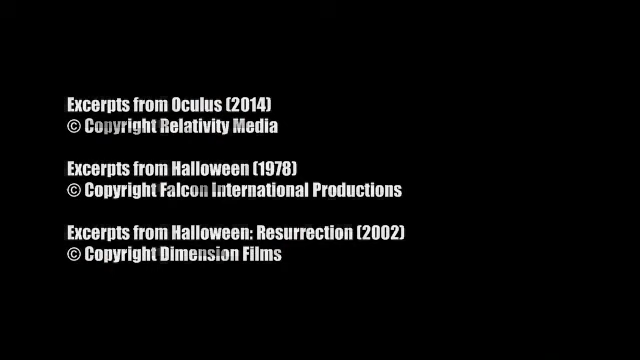 Excerpts from Oculus (2014)
© Copyright Relativity Media
Excerpts from Halloween (1978)
© Copyright Falcon International Productions
Excerpts from Halloween: Resurrection (2002)
© Copyright Dimension Films